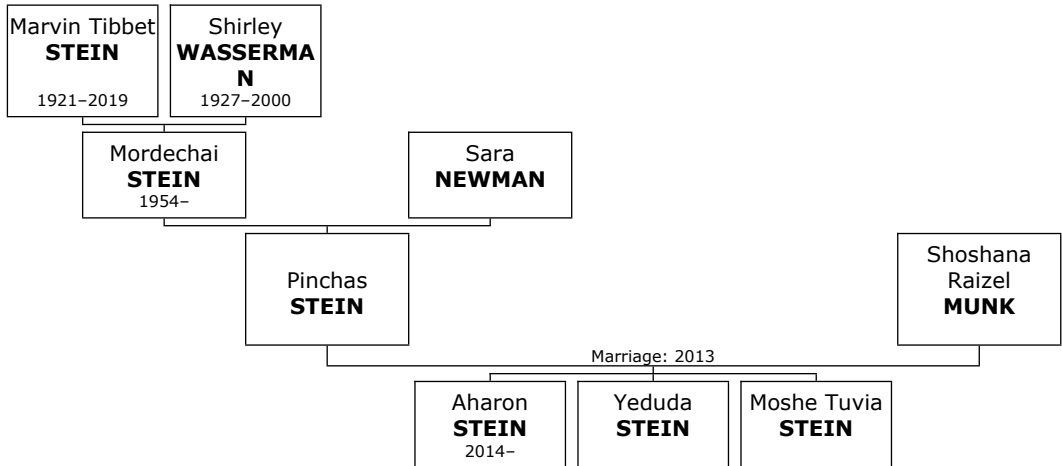 Marvin Tibbet
STEIN
1921–2019
Shirley
WASSERMA
N
1927–2000
Mordechai
STEIN
1954–
Sara
NEWMAN
Pinchas
STEIN
Shoshana
Raizel
MUNK
Marriage: 2013
Aharon
STEIN
2014–
Yeduda
STEIN
Moshe Tuvia
STEIN